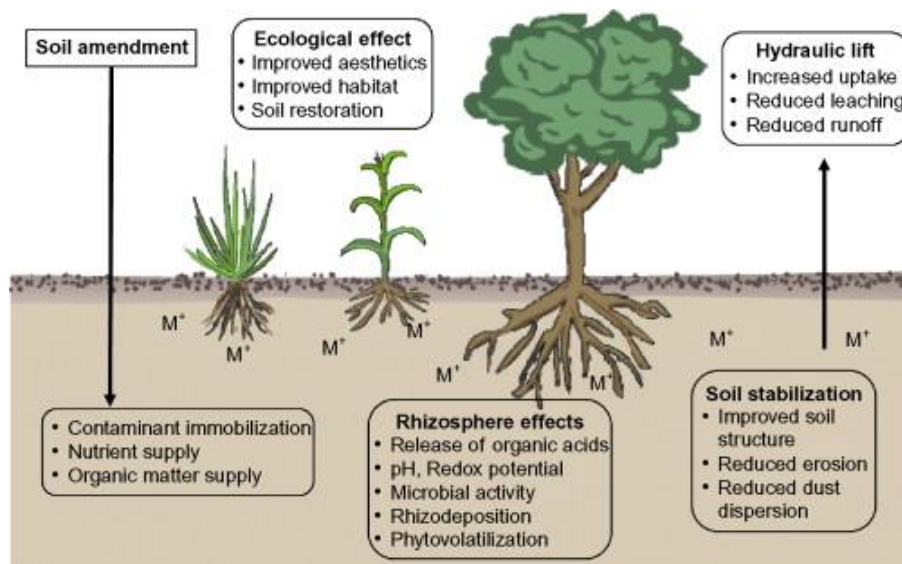 Soil amendment
Ecological effect
• Improved aesthetics
• Improved habitat
• Soil restoration
Hydraulic lift
• Increased uptake
• Reduced leaching
• Reduced runoff
M⁺
M⁺
M⁺
M⁺
M⁺
M⁺
M⁺
M⁺
• Contaminant immobilization
• Nutrient supply
• Organic matter supply
Rhizosphere effects
• Release of organic acids
• pH, Redox potential
• Microbial activity
• Rhizodeposition
• Phytovolatilization
Soil stabilization
• Improved soil
structure
• Reduced erosion
• Reduced dust
dispersion